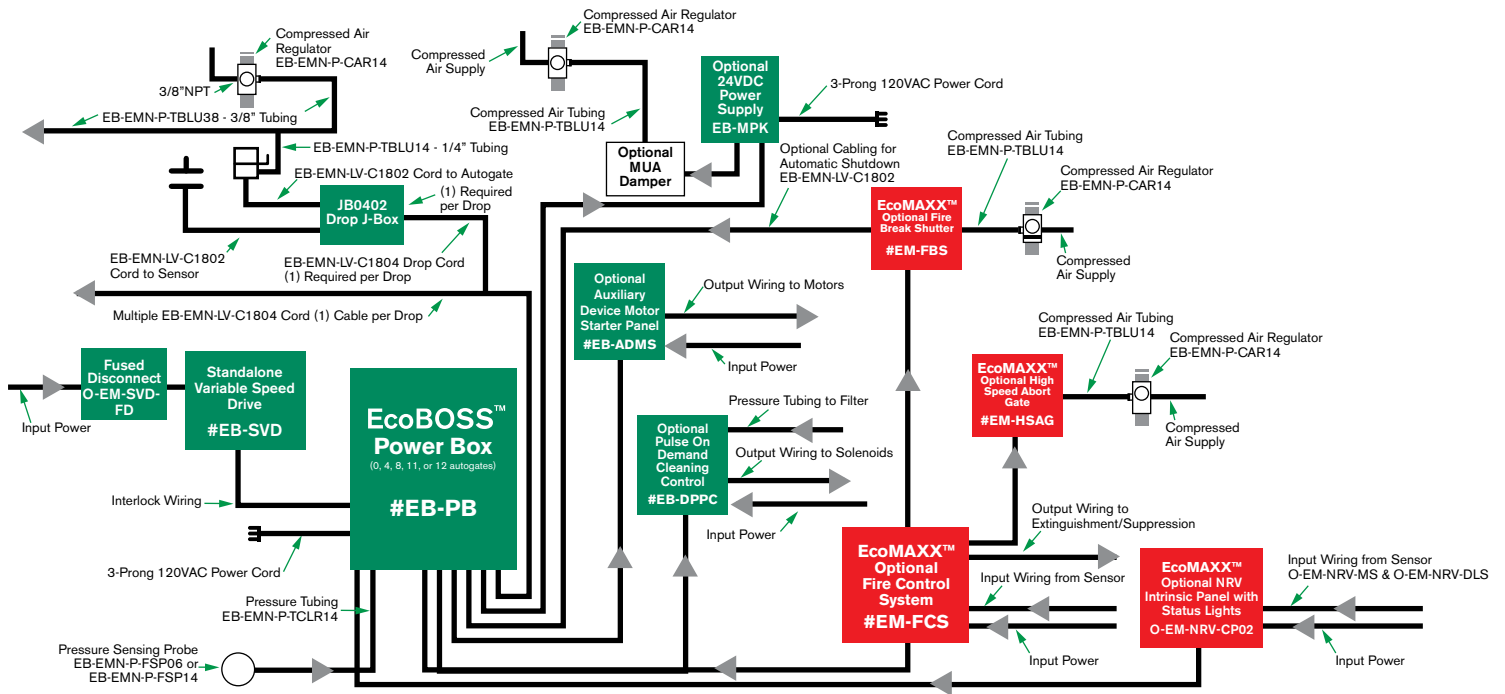 Compressed Air
Regulator
EB-EMN-P-CAR14
3/8"NPT
EB-EMN-P-TBLU38 - 3/8" Tubing
EB-EMN-P-TBLU14 - 1/4" Tubing
EB-EMN-LV-C1802 Cord to Autogate
JB0402
Drop J-Box
(1) Required
per Drop
EB-EMN-LV-C1802
Cord to Sensor
EB-EMN-LV-C1804 Drop Cord
(1) Required per Drop
Multiple EB-EMN-LV-C1804 Cord (1) Cable per Drop
Compressed Air Regulator
EB-EMN-P-CAR14
Compressed
Air Supply
Compressed Air Tubing
EB-EMN-P-TBLU14
Optional
MUA
Damper
Optional
24VDC
Power
Supply
EB-MPK
3-Prong 120VAC Power Cord
Optional Cabling for
Automatic Shutdown
EB-EMN-LV-C1802
Compressed Air Tubing
EB-EMN-P-TBLU14
Compressed Air Regulator
EB-EMN-P-CAR14
EcoMAXX™
Optional Fire
Break Shutter
#EM-FBS
Compressed
Air Supply
Optional
Auxiliary
Device Motor
Starter Panel
#EB-ADMS
Output Wiring to Motors
Input Power
Compressed Air Tubing
EB-EMN-P-TBLU14
Compressed Air Regulator
EB-EMN-P-CAR14
EcoMAXX™
Optional High
Speed Abort
Gate
#EM-HSAG
Compressed
Air Supply
Fused
Disconnect
O-EM-SVD-
FD
Input Power
Standalone
Variable Speed
Drive
#EB-SVD
EcoBOSS™
Power Box
(0, 4, 8, 11, or 12 autogates)
#EB-PB
Interlock Wiring
3-Prong 120VAC Power Cord
Pressure Tubing
EB-EMN-P-TCLR14
Pressure Sensing Probe
EB-EMN-P-FSP06 or
EB-EMN-P-FSP14
Optional
Pulse On
Demand
Cleaning
Control
#EB-DPPC
Pressure Tubing to Filter
Output Wiring to Solenoids
Input Power
EcoMAXX™
Optional
Fire Control
System
#EM-FCS
Output Wiring to
Extinguishment/Suppression
Input Wiring from Sensor
Input Power
EcoMAXX™
Optional NRV
Intrinsic Panel with
Status Lights
O-EM-NRV-CP02
Input Wiring from Sensor
O-EM-NRV-MS & O-EM-NRV-DLS
Input Power